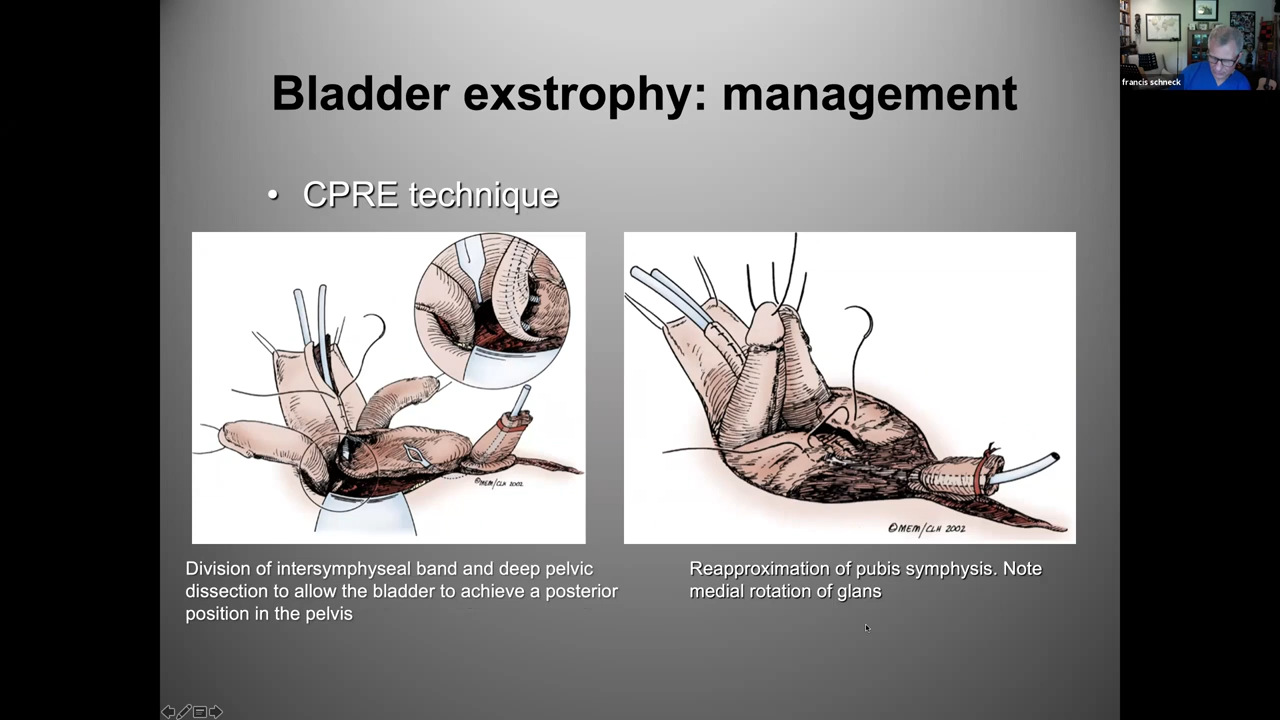 francis schneck
Bladder exstrophy: management
• CPRE technique
©MEM/CLH 2002
©MEM/CLH 2002
Division of intersymphyseal band and deep pelvic
dissection to allow the bladder to achieve a posterior
position in the pelvis
Reapproximation of pubis symphysis. Note
medial rotation of glans